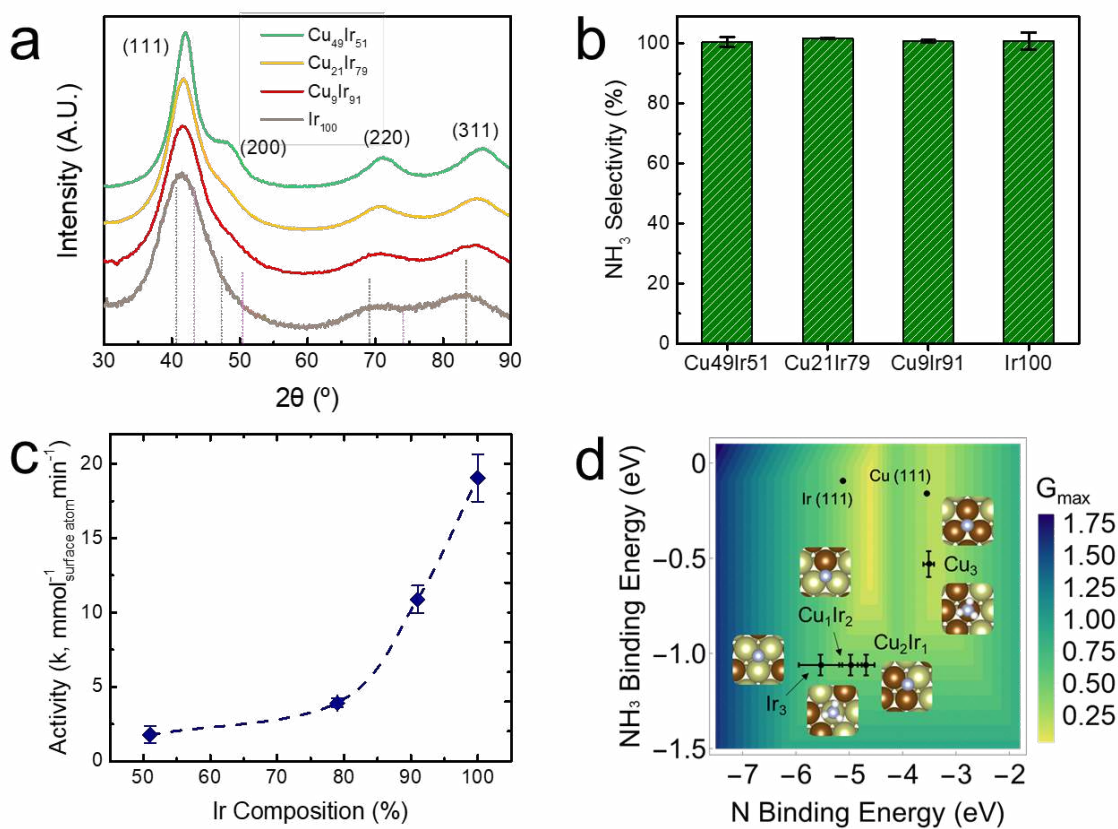 a
(111)
Cu49Ir51
Cu21Ir79
Cu9Ir91
Ir100
(200)
(220)
(311)
Intensity (A.U.)
30 40 50 60 70 80 90
2θ (º)
b
NH3 Selectivity (%)
100
80
60
40
20
0
Cu49Ir51 Cu21Ir79 Cu9Ir91 Ir100
c
Activity (k, mmol-1surface atom min-1)
20
15
10
5
0
50 60 70 80 90 100
Ir Composition (%)
d
NH3 Binding Energy (eV)
0
−0.5
−1.0
−1.5
Ir (111)
Cu (111)
Cu3
Cu1Ir2
Cu2Ir1
Ir3
−7 −6 −5 −4 −3 −2
N Binding Energy (eV)
Gmax
1.75
1.50
1.25
1.00
0.75
0.50
0.25